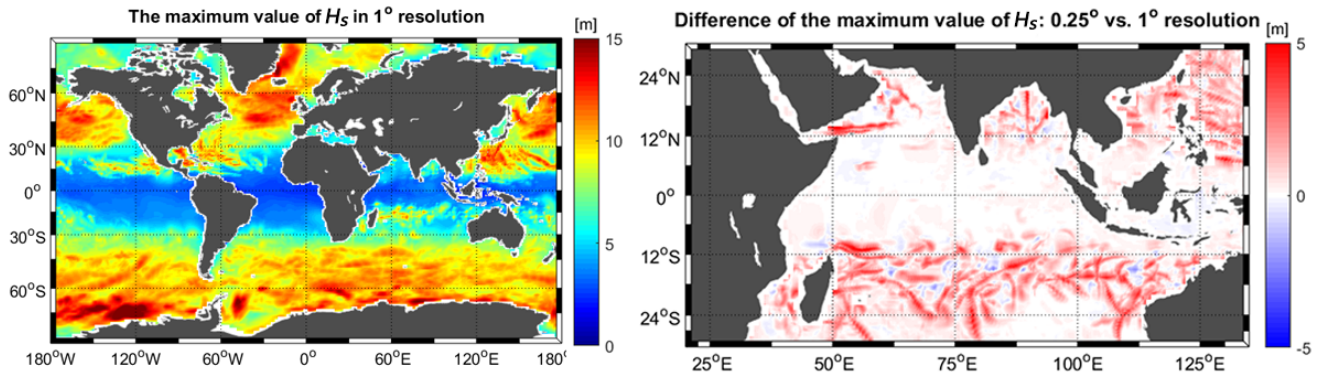 The maximum value of Hs in 1° resolution
[m]
15
10
5
0
60°N
30°N
0°
30°S
60°S
180°W 120°W 60°W 0° 60°E 120°E 180°
Difference of the maximum value of Hs: 0.25° vs. 1° resolution
[m]
5
0
-5
24°N
12°N
0°
12°S
24°S
25°E 50°E 75°E 100°E 125°E